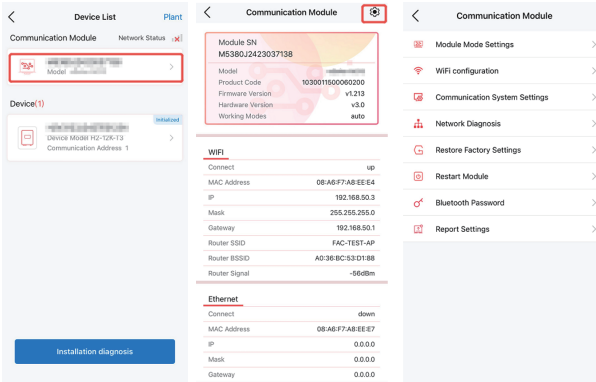 Device List
Plant
Communication Module
Network Status
Model
Device(1)
Initialized
Device Model H2-12K-T3
Communication Address 1
Installation diagnosis
Communication Module
Module SN
M5380J2423037138
Model
Product Code 1030011500060200
Firmware Version v1.213
Hardware Version v3.0
Working Modes auto
WIFI
Connect up
MAC Address 08:A6:F7:A8:EE:E4
IP 192.168.50.3
Mask 255.255.255.0
Gateway 192.168.50.1
Router SSID FAC-TEST-AP
Router BSSID A0:36:BC:53:D1:88
Router Signal -56dBm
Ethernet
Connect down
MAC Address 08:A6:F7:A8:EE:E7
IP 0.0.0.0
Mask 0.0.0.0
Gateway 0.0.0.0
Communication Module
Module Mode Settings
WiFi configuration
Communication System Settings
Network Diagnosis
Restore Factory Settings
Restart Module
Bluetooth Password
Report Settings